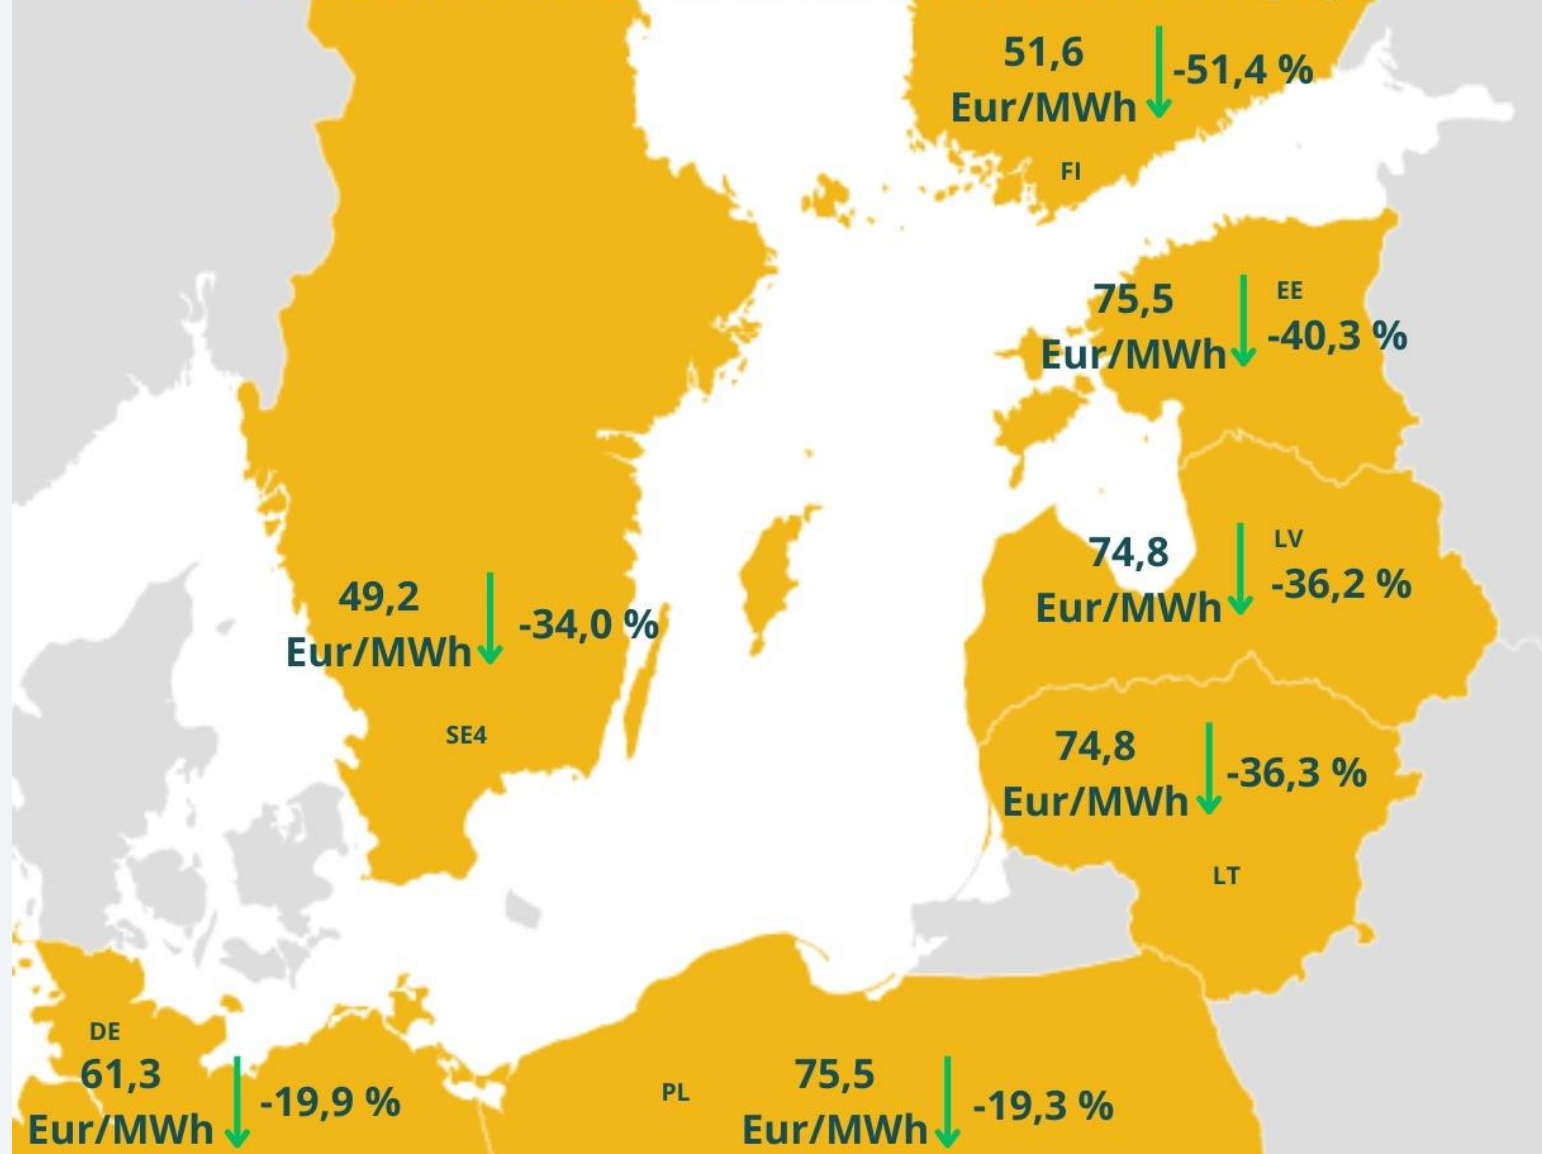 51,6
Eur/MWh
-51,4 %
FI
75,5
Eur/MWh
EE
-40,3 %
74,8
Eur/MWh
LV
-36,2 %
49,2
Eur/MWh
-34,0 %
SE4
74,8
Eur/MWh
-36,3 %
LT
DE
61,3
Eur/MWh
-19,9 %
PL
75,5
Eur/MWh
-19,3 %